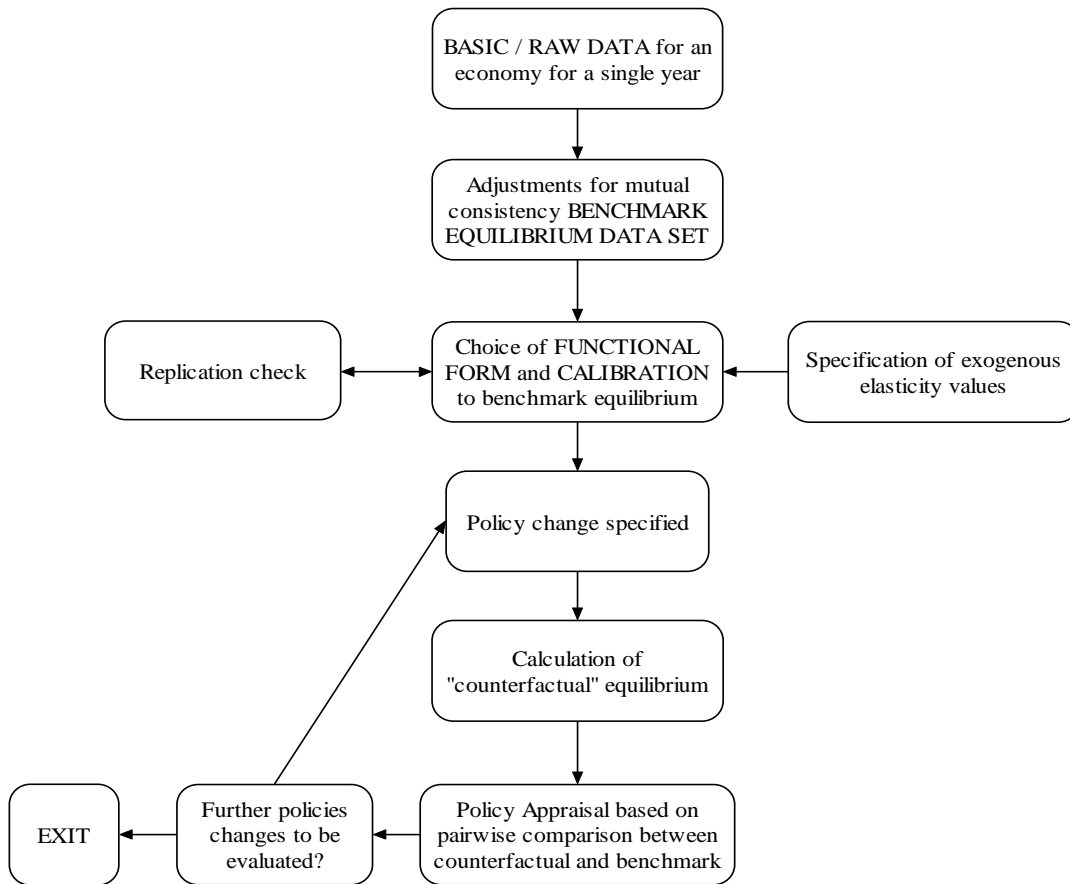 BASIC / RAW DATA for an
economy for a single year
Adjustments for mutual
consistency BENCHMARK
EQUILIBRIUM DATA SET
Replication check
Choice of FUNCTIONAL
FORM and CALIBRATION
to benchmark equilibrium
Specification of exogenous
elasticity values
Policy change specified
Calculation of
"counterfactual" equilibrium
EXIT
Further policies
changes to be
evaluated?
Policy Appraisal based on
pairwise comparison between
counterfactual and benchmark